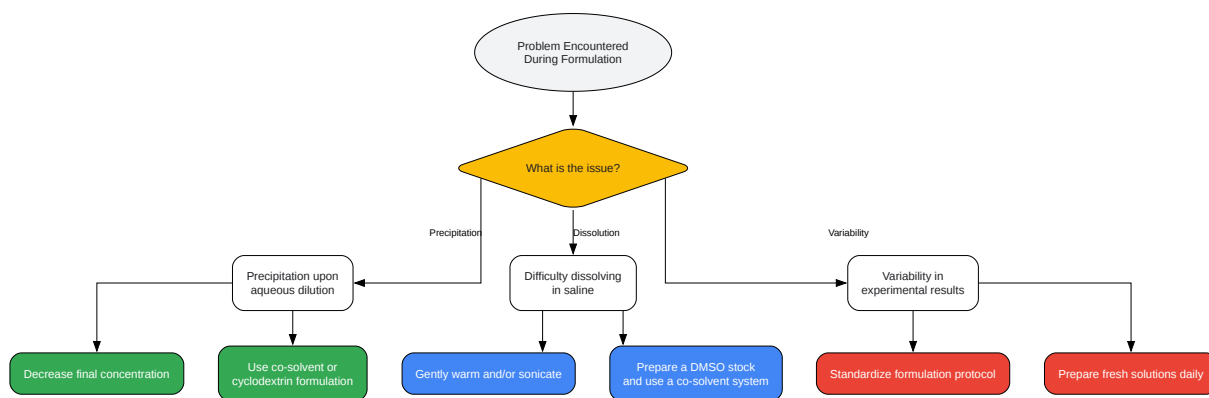 Problem Encountered
During Formulation
What is the issue?
Precipitation
Dissolution
Variability
Precipitation upon
aqueous dilution
Difficulty dissolving
in saline
Variability in
experimental results
Decrease final concentration
Use co-solvent or
cyclodextrin formulation
Gently warm and/or sonicate
Prepare a DMSO stock
and use a co-solvent system
Standardize formulation protocol
Prepare fresh solutions daily